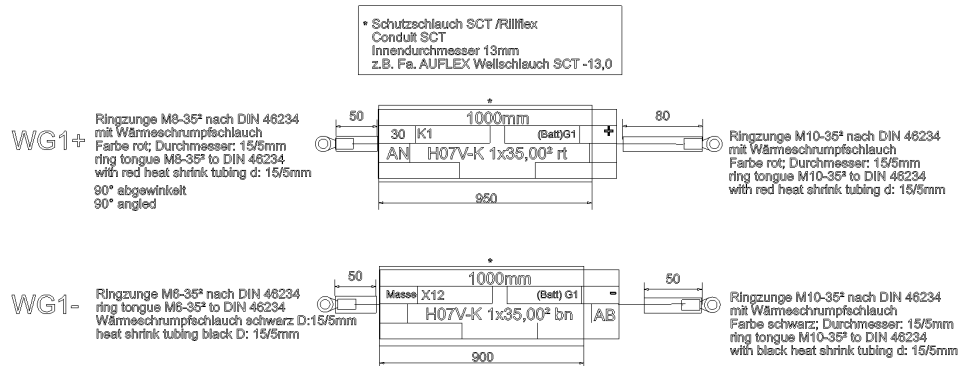 * Schutzschlauch SCT /Rillflex
Conduit SCT
Innendurchmesser 13mm
z.B. Fa. AUFLEX Wellschlauch SCT -13,0
WG1+
Ringzunge M8-35² nach DIN 46234
mit Wärmeschrumpfschlauch
Farbe rot; Durchmesser: 15/5mm
ring tongue M8-35² to DIN 46234
with red heat shrink tubing d: 15/5mm
90° abgewinkelt
90° angled
50
*
1000mm
30 K1 (Batt)G1 +
AN H07V-K 1x35,00² rt
950
80
Ringzunge M10-35² nach DIN 46234
mit Wärmeschrumpfschlauch
Farbe rot; Durchmesser: 15/5mm
ring tongue M10-35² to DIN 46234
with red heat shrink tubing d: 15/5mm
WG1-
Ringzunge M6-35² nach DIN 46234
ring tongue M6-35² to DIN 46234
Wärmeschrumpfschlauch schwarz D:15/5mm
heat shrink tubing black D: 15/5mm
50
*
1000mm
Masse X12 (Batt) G1 -
H07V-K 1x35,00² bn AB
900
50
Ringzunge M10-35² nach DIN 46234
mit Wärmeschrumpfschlauch
Farbe schwarz; Durchmesser: 15/5mm
ring tongue M10-35² to DIN 46234
with black heat shrink tubing d: 15/5mm